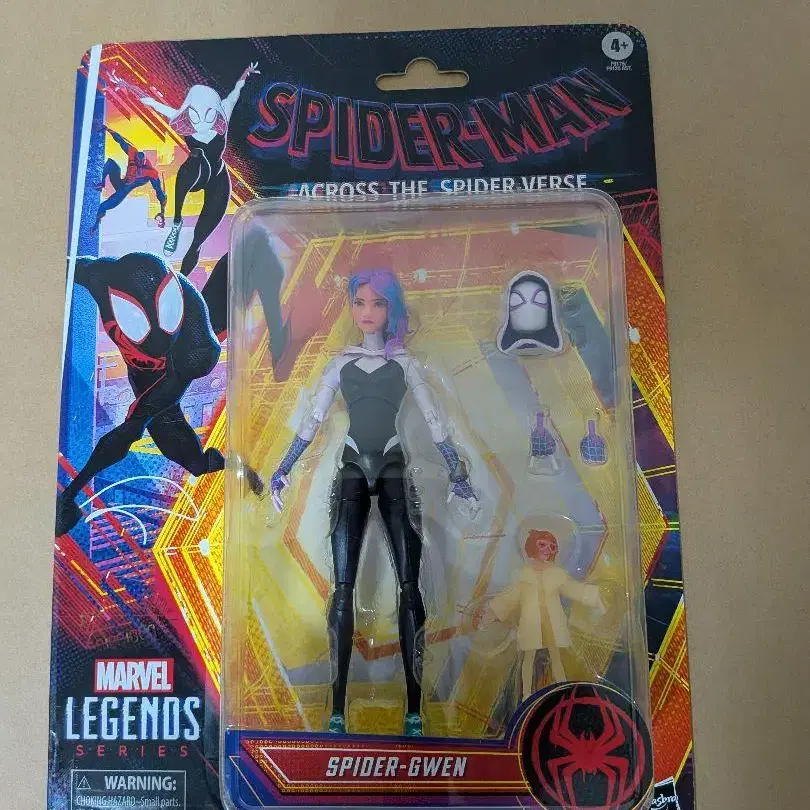 4+
SPIDER-MAN
ACROSS THE SPIDER-VERSE
MARVEL
LEGENDS
SERIES
SPIDER-GWEN
WARNING:
CHOKING HAZARD-Small parts.
Hasbro